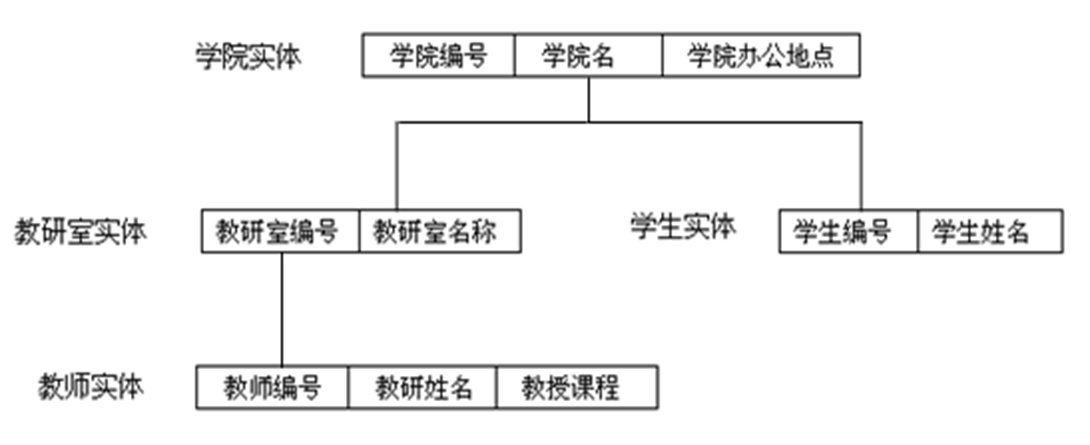 学院实体 学院编号 学院名 学院办公地点
教研室实体 教研室编号 教研室名称 学生实体 学生编号 学生姓名
教师实体 教师编号 教研姓名 教授课程